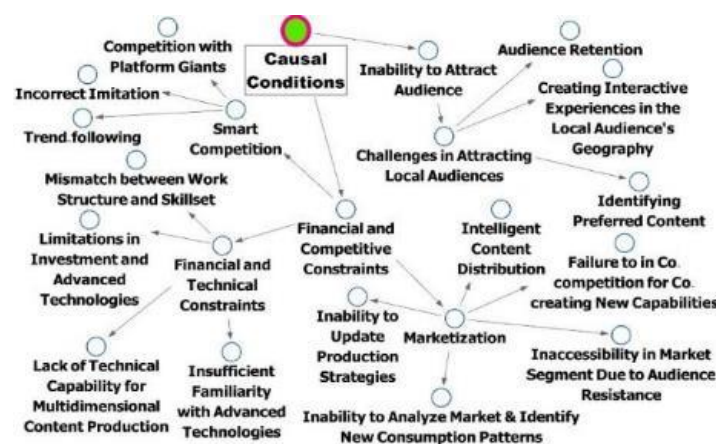 Competition with
Platform Giants
Causal
Conditions
Inability to Attract
Audience
Audience Retention
Creating Interactive
Experiences in the
Local Audience's
Geography
Incorrect Imitation
Trend.following
Smart
Competition
Challenges in Attracting
Local Audiences
Identifying
Preferred Content
Mismatch between Work
Structure and Skillset
Limitations in
Investment and
Advanced
Technologies
Financial and
Technical
Constraints
Financial and
Competitive
Constraints
Intelligent
Content
Distribution
Failure to in Co.
competition for Co.
creating New Capabilities
Inability to
Update
Production
Strategies
Marketization
Inaccessibility in Market
Segment Due to Audience
Resistance
Lack of Technical
Capability for
Multidimensional
Content Production
Insufficient
Familiarity
with Advanced
Technologies
Inability to Analyze Market & Identify
New Consumption Patterns